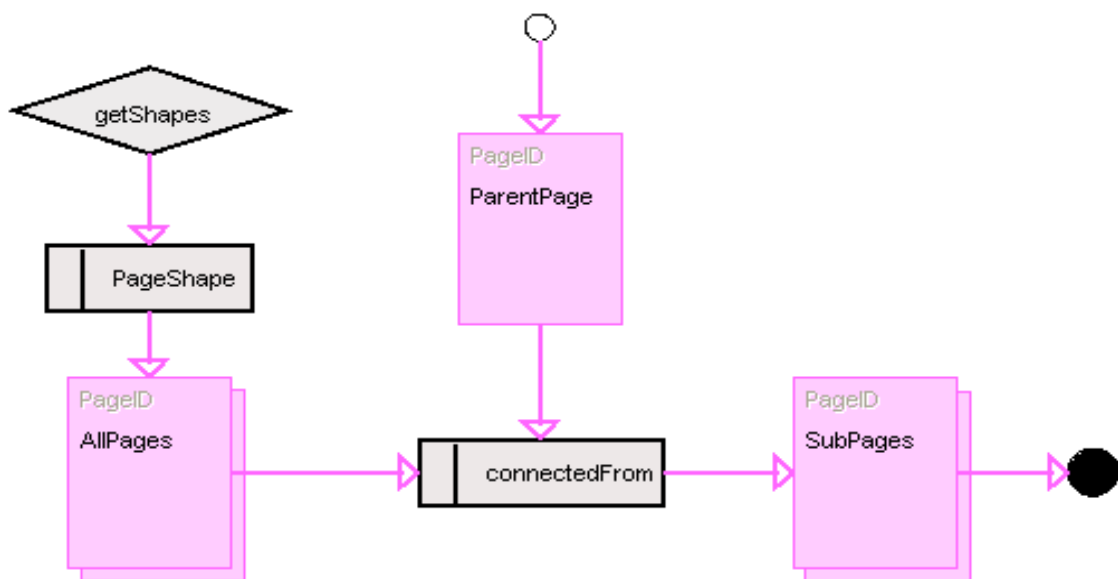 getShapes
PageID
ParentPage
PageShape
PageID
AllPages
connectedFrom
PageID
SubPages